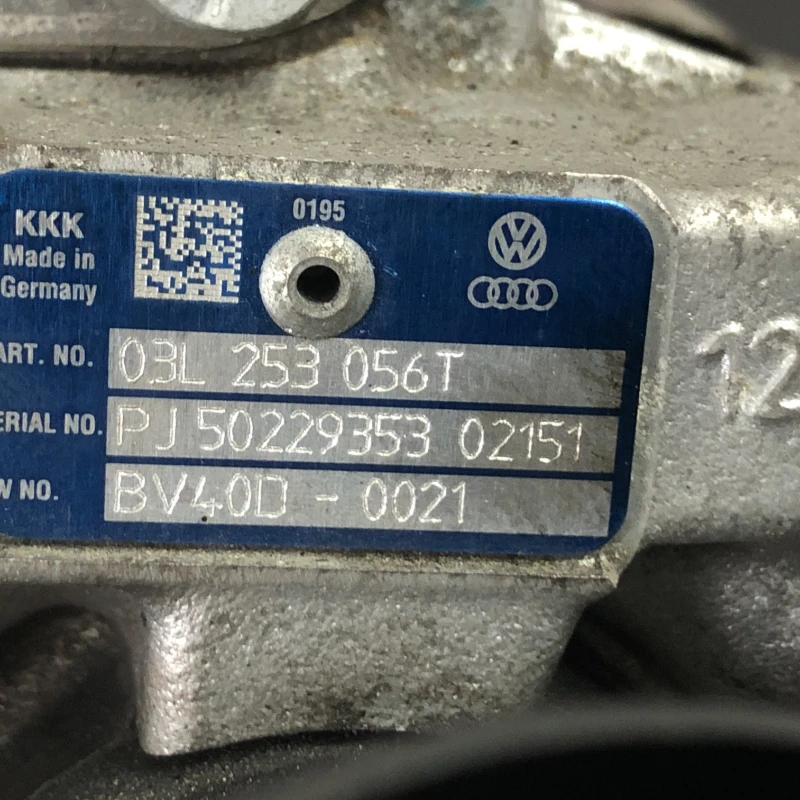 KKK
Made in
Germany
0195
ART. NO. 03L 253 056T
ERIAL NO. PJ 50229353 02151
W NO. BV40D - 0021
12